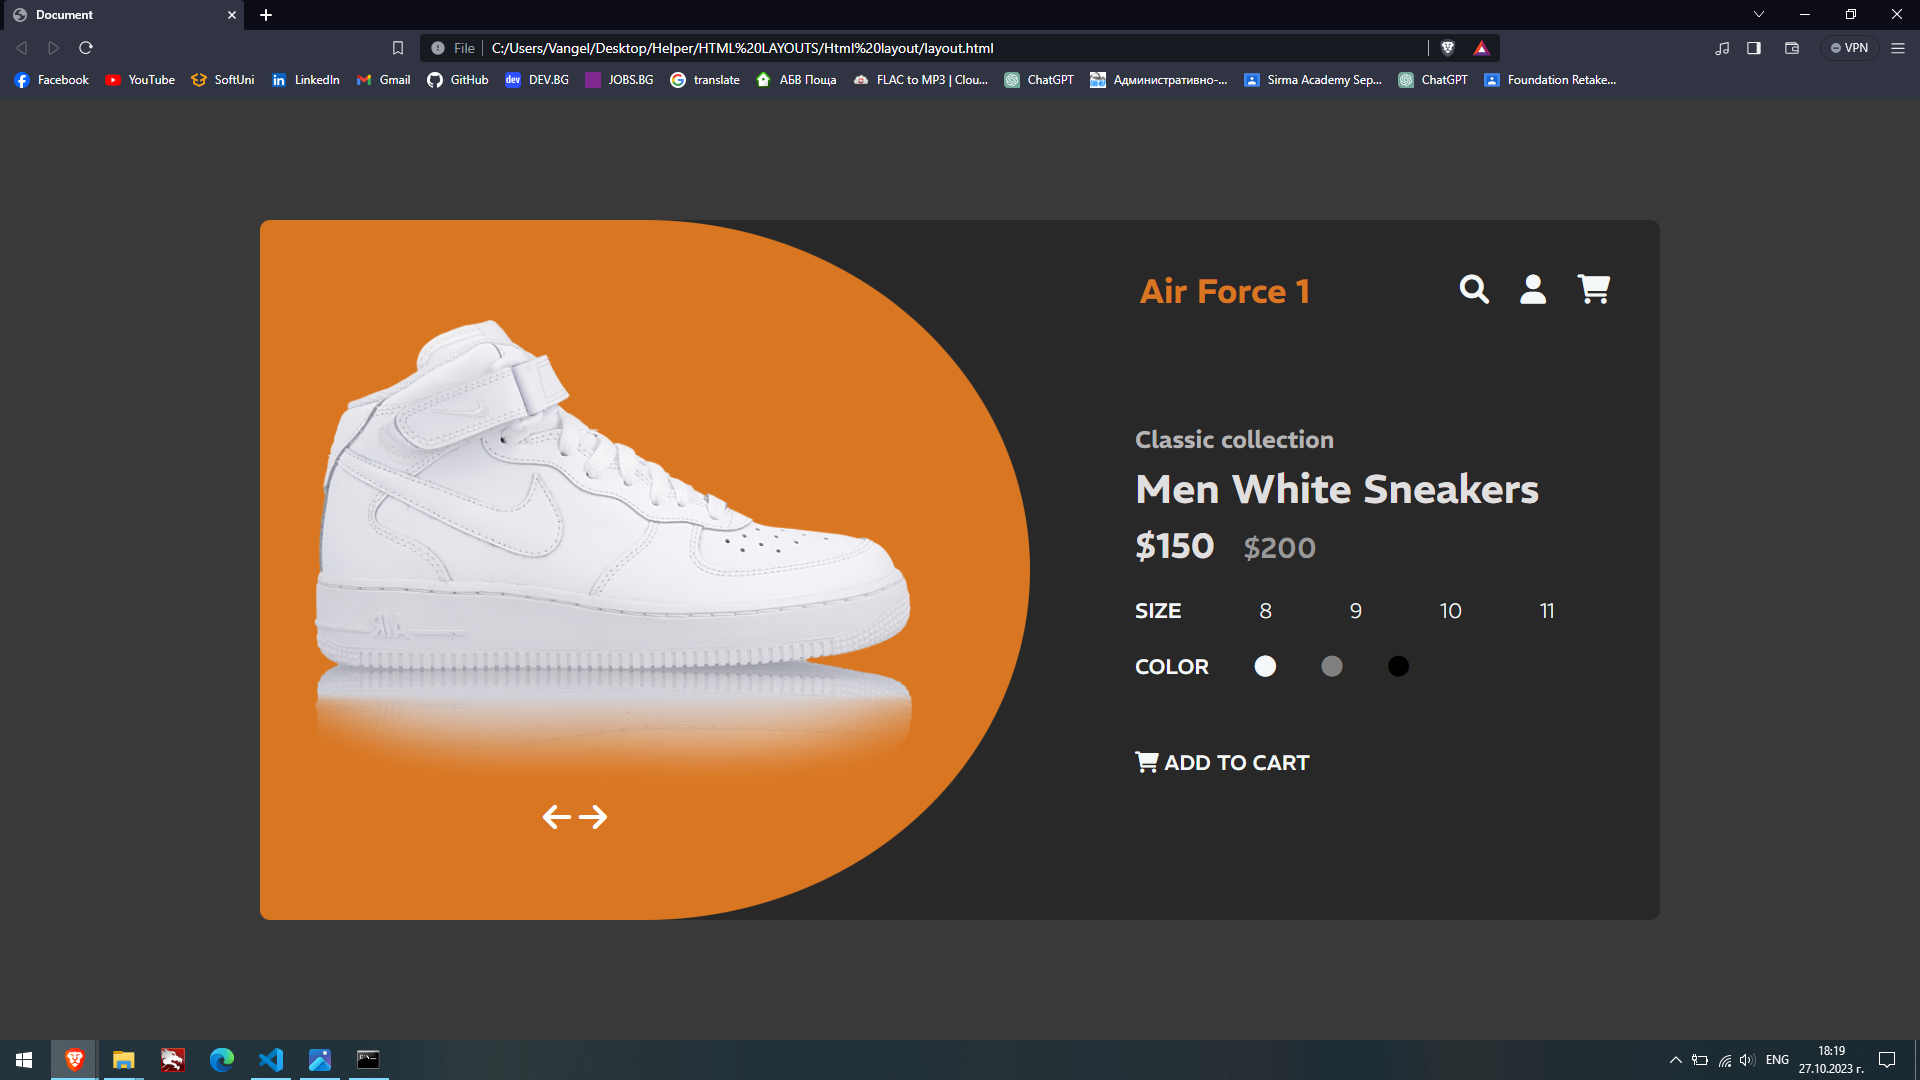 Document
File
C:/Users/Vangel/Desktop/Helper/HTML%20LAYOUTS/Html%20layout/layout.html
VPN
Facebook YouTube SoftUni LinkedIn Gmail GitHub dev DEV.BG JOBS.BG translate АБВ Поща FLAC to MP3 | Clou... ChatGPT Административно-... Sirma Academy Sep... ChatGPT Foundation Retake...
Air Force 1
Classic collection
Men White Sneakers
$150 $200
SIZE 8 9 10 11
COLOR
AIR
ADD TO CART
ENG
18:19
27.10.2023 г.